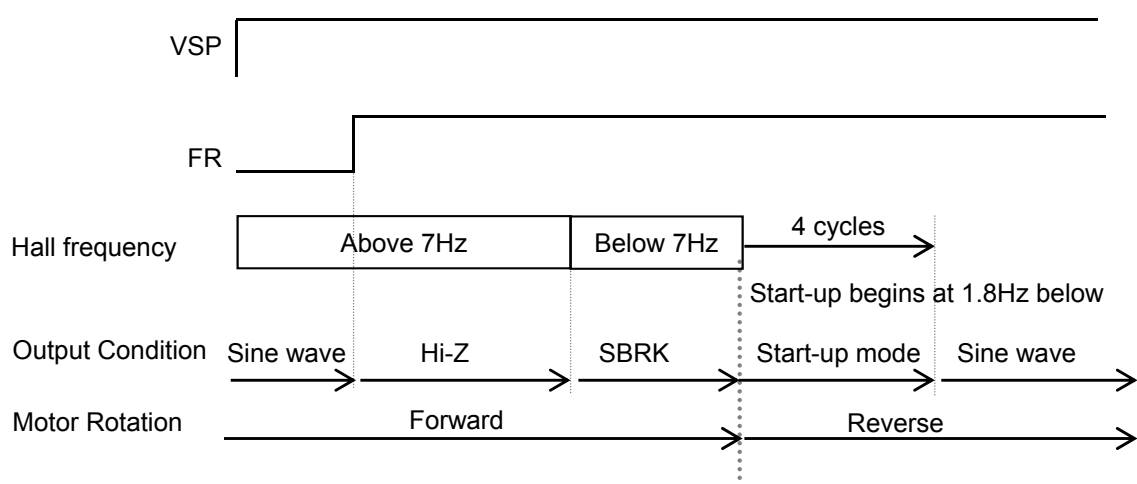 VSP
FR
Hall frequency
Above 7Hz
Below 7Hz
4 cycles
Start-up begins at 1.8Hz below
Output Condition
Sine wave
Hi-Z
SBRK
Start-up mode
Sine wave
Motor Rotation
Forward
Reverse